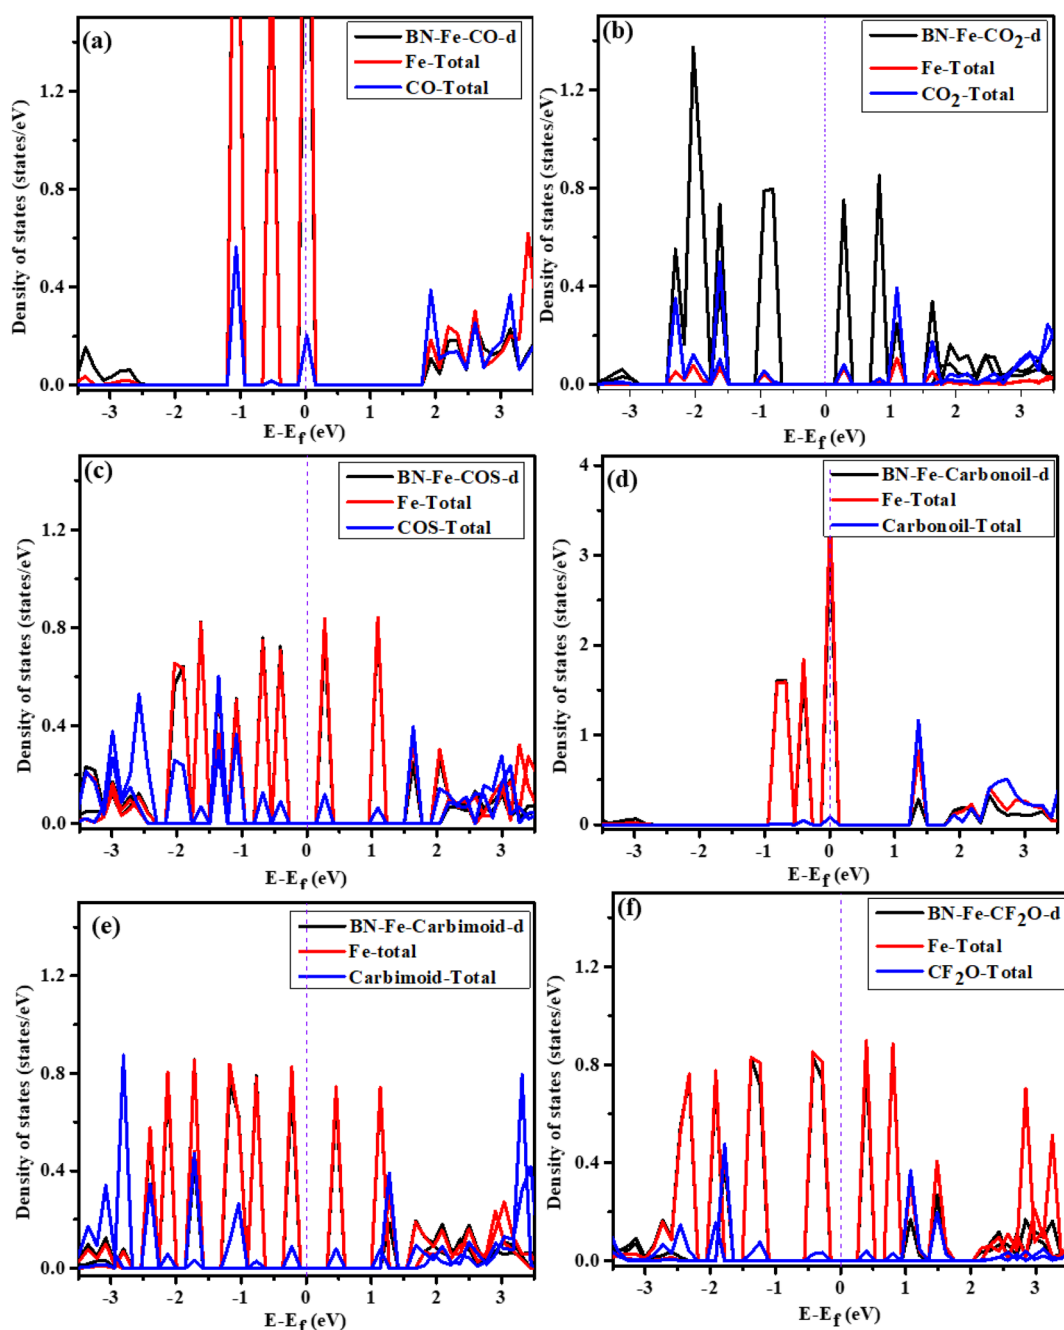 (a)
BN-Fe-CO-d
Fe-Total
CO-Total
Density of states (states/eV)
1.2
0.8
0.4
0.0
-3 -2 -1 0 1 2 3
E-Ef (eV)
(b)
BN-Fe-CO2-d
Fe-Total
CO2-Total
Density of states (states/eV)
1.2
0.8
0.4
0.0
-3 -2 -1 0 1 2 3
E-Ef (eV)
(c)
BN-Fe-COS-d
Fe-Total
COS-Total
Density of states (states/eV)
1.2
0.8
0.4
0.0
-3 -2 -1 0 1 2 3
E-Ef (eV)
(d)
BN-Fe-Carbonoil-d
Fe-Total
Carbonoil-Total
Density of states (states/eV)
4
3
2
1
0
-3 -2 -1 0 1 2 3
E-Ef (eV)
(e)
BN-Fe-Carbimoid-d
Fe-total
Carbimoid-Total
Density of states (states/eV)
1.2
0.8
0.4
0.0
-3 -2 -1 0 1 2 3
E-Ef (eV)
(f)
BN-Fe-CF2O-d
Fe-Total
CF2O-Total
Density of states (states/eV)
1.2
0.8
0.4
0.0
-3 -2 -1 0 1 2 3
E-Ef (eV)